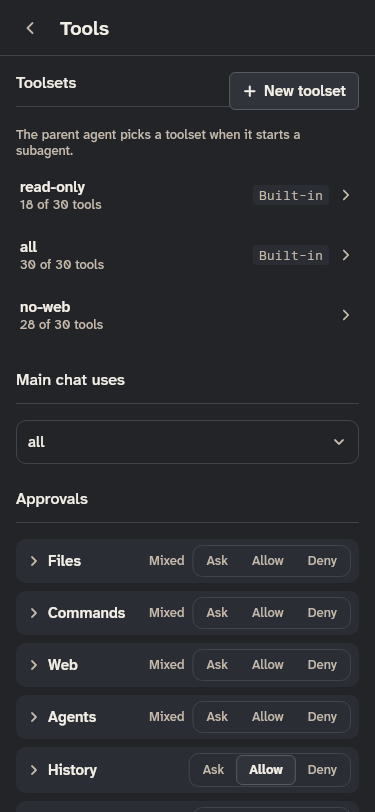 Tools
Toolsets
New toolset
The parent agent picks a toolset when it starts a
subagent.
read-only
18 of 30 tools
Built-in
all
30 of 30 tools
Built-in
no-web
28 of 30 tools
Main chat uses
all
Approvals
Files Mixed Ask Allow Deny
Commands Mixed Ask Allow Deny
Web Mixed Ask Allow Deny
Agents Mixed Ask Allow Deny
History Ask Allow Deny